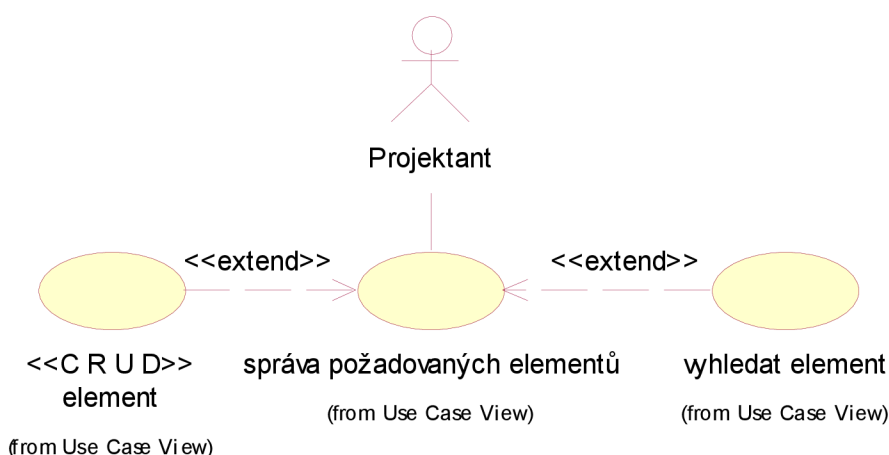 Projektant
<<extend>>
<<extend>>
<<C R U D>>
element
(from Use Case View)
správa požadovaných elementů
(from Use Case View)
vyhledat element
(from Use Case View)